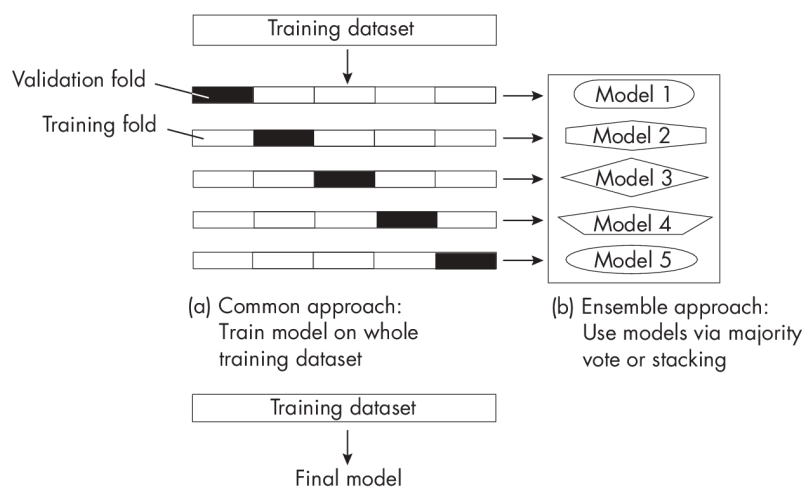 Training dataset
Validation fold
Training fold
Model 1
Model 2
Model 3
Model 4
Model 5
(a) Common approach:
Train model on whole
training dataset
(b) Ensemble approach:
Use models via majority
vote or stacking
Training dataset
Final model